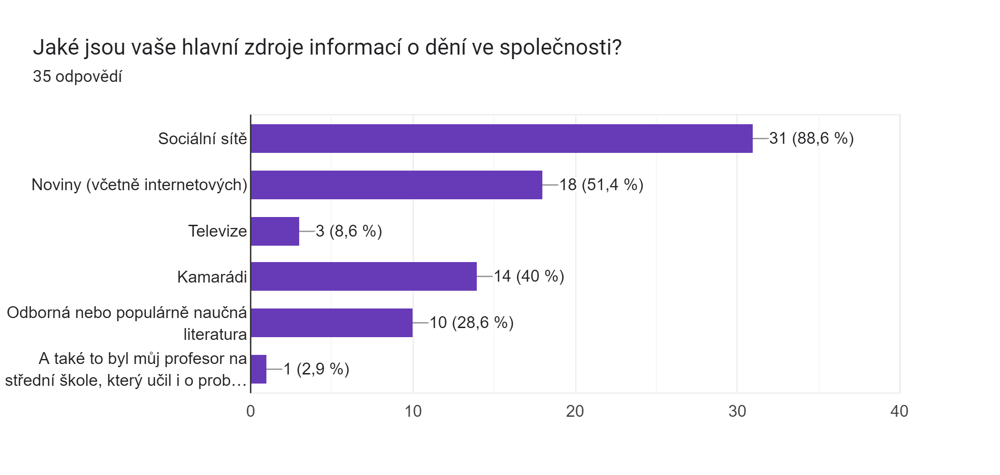 Jaké jsou vaše hlavní zdroje informací o dění ve společnosti?
35 odpovědí
Sociální sítě
31 (88,6 %)
Noviny (včetně internetových)
18 (51,4 %)
Televize
3 (8,6 %)
Kamarádi
14 (40 %)
Odborná nebo populárně naučná
literatura
10 (28,6 %)
A také to byl můj profesor na
střední škole, který učil i o prob…
1 (2,9 %)
0 10 20 30 40